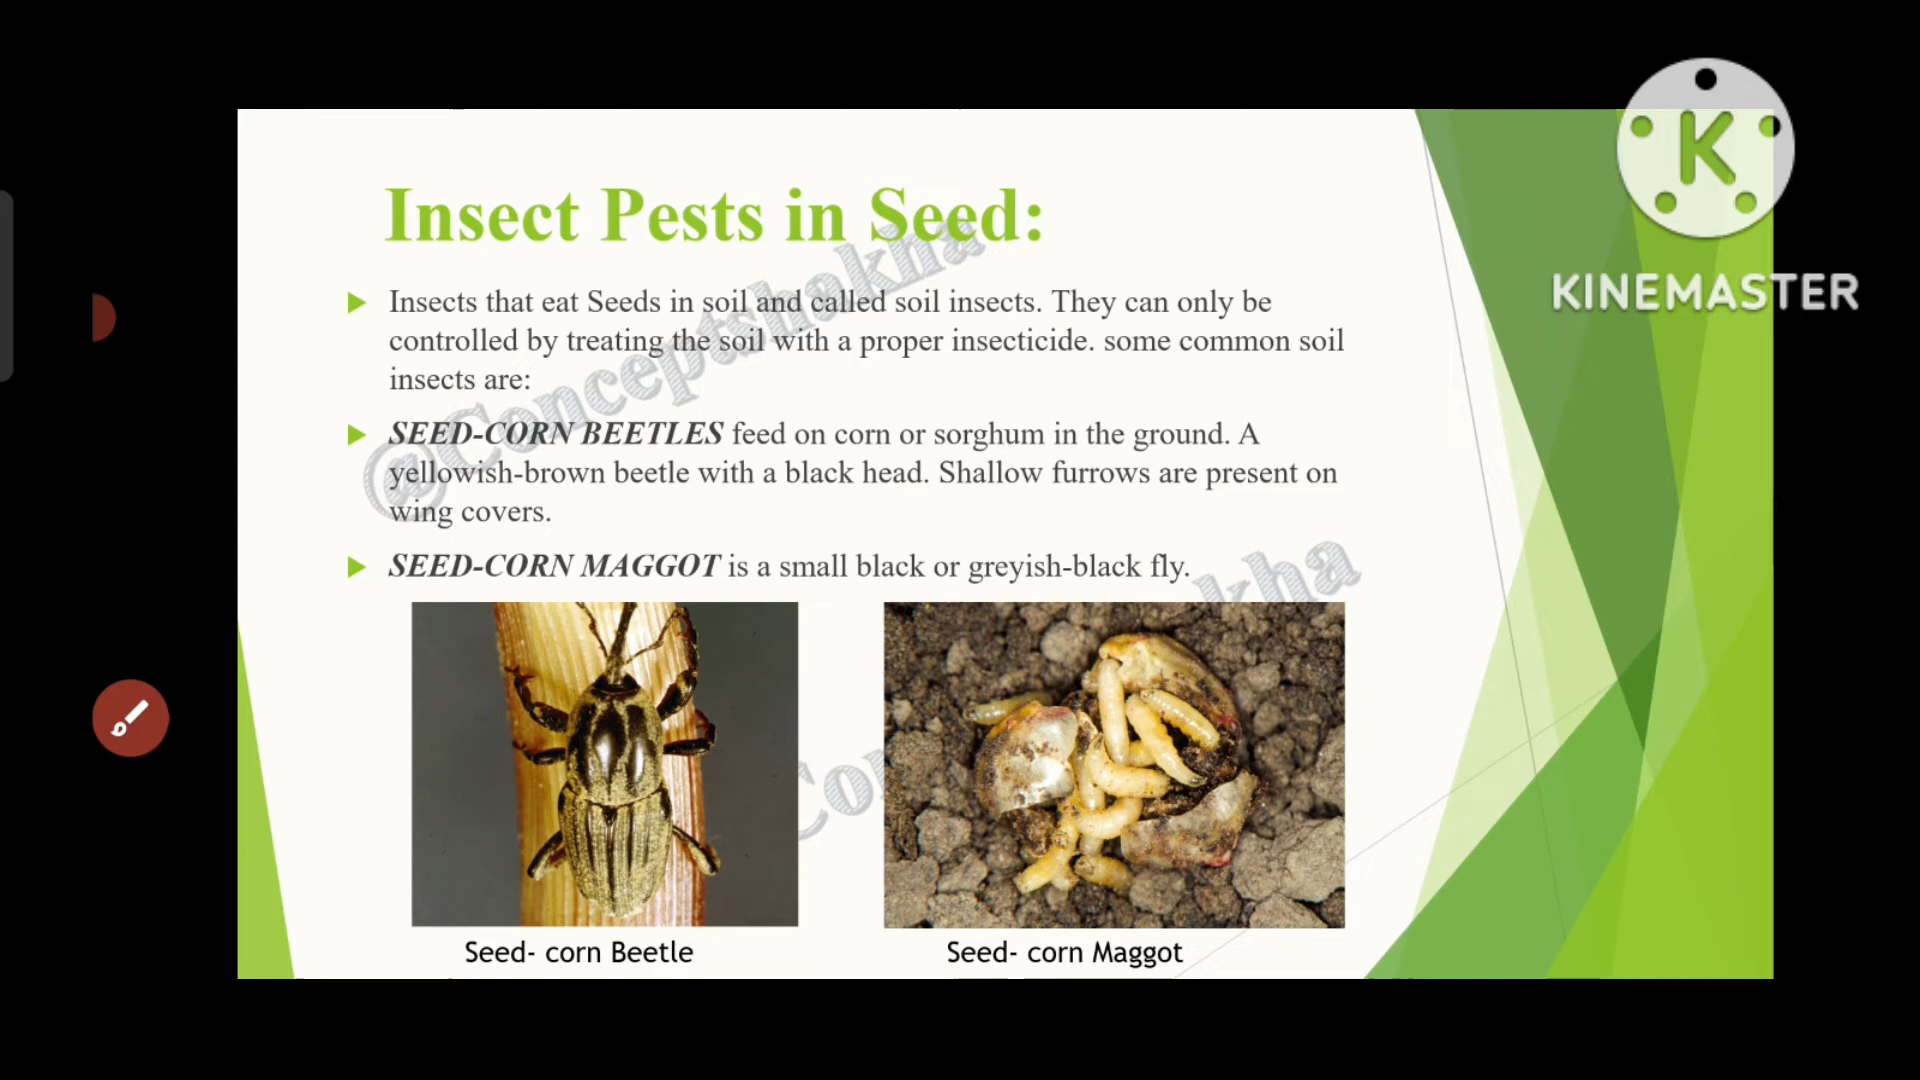 K
KINEMASTER
Insect Pests in Seed:
Insects that eat Seeds in soil and called soil insects. They can only be
controlled by treating the soil with a proper insecticide. some common soil
insects are:
SEED-CORN BEETLES feed on corn or sorghum in the ground. A
yellowish-brown beetle with a black head. Shallow furrows are present on
wing covers.
SEED-CORN MAGGOT is a small black or greyish-black fly.
@Conceptshakha
Seed- corn Beetle
Seed- corn Maggot